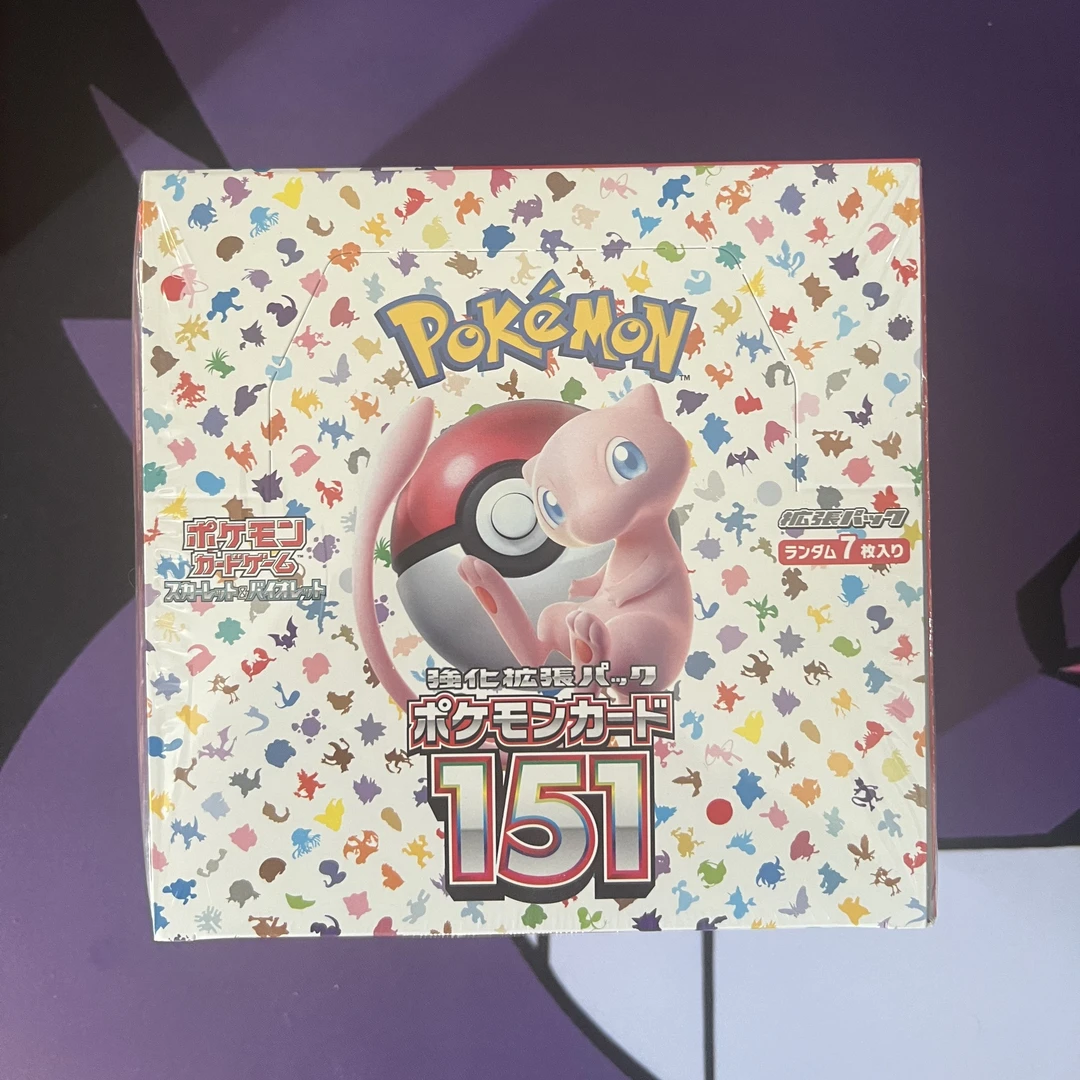 POKéMON
TM
ポケモン
カードゲーム
スカーレット&バイオレット
拡張パック
ランダム7枚入り
強化拡張パック
ポケモンカード
151